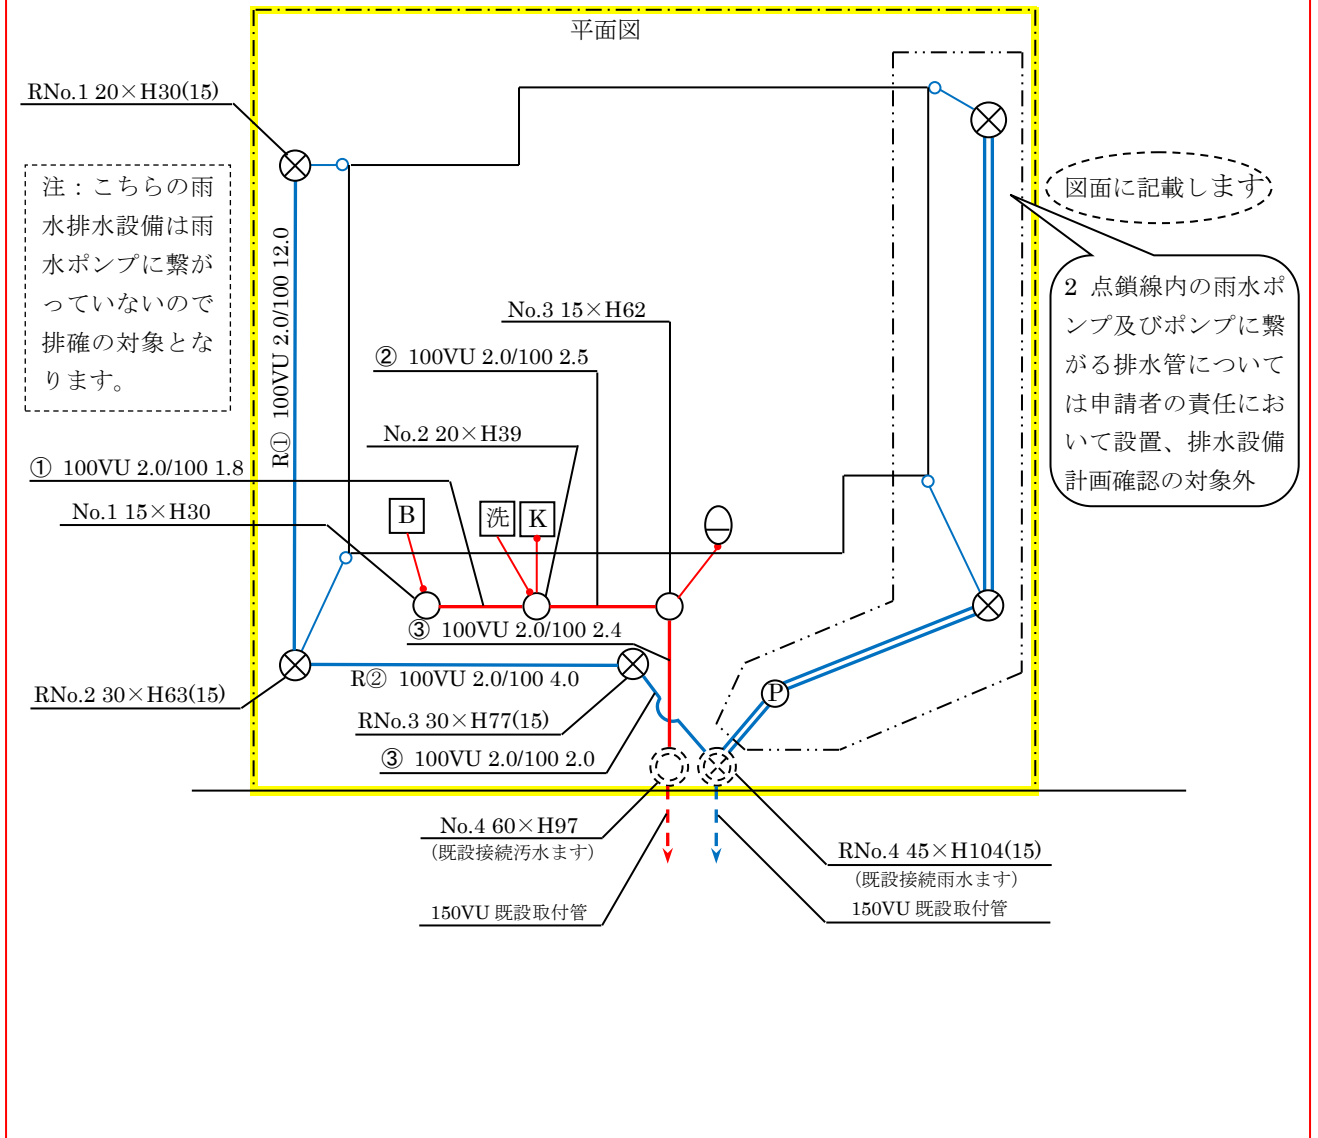 平面図
RNo.1 20×H30(15)
注：こちらの雨
水排水設備は雨
水ポンプに繋が
っていないので
排確の対象とな
ります。
R① 100VU 2.0/100 12.0
図面に記載します
2 点鎖線内の雨水ポ
ンプ及びポンプに繋
がる排水管について
は申請者の責任にお
いて設置、排水設備
計画確認の対象外
No.3 15×H62
② 100VU 2.0/100 2.5
No.2 20×H39
① 100VU 2.0/100 1.8
No.1 15×H30
B
洗
K
③ 100VU 2.0/100 2.4
R② 100VU 2.0/100 4.0
RNo.2 30×H63(15)
RNo.3 30×H77(15)
P
③ 100VU 2.0/100 2.0
No.4 60×H97
(既設接続汚水ます)
RNo.4 45×H104(15)
(既設接続雨水ます)
150VU 既設取付管
150VU 既設取付管